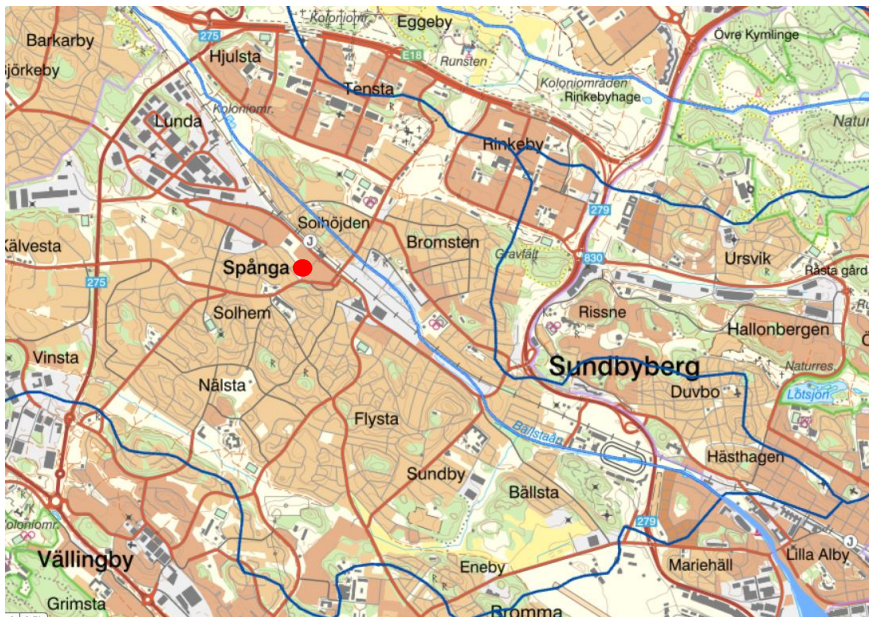 Eggeby
Koloniomr.
Övre Kymlinge
275
Barkarby
Hjulsta
E18
Runsten
Tensta
Koloniområden
Rinkebyhage
Koloniomr.
Lunda
Rinkeby
Natur
279
Solhöjden
J
Bromsten
Kälvesta
Gravfält
830
Ursvik
Råsta gård
Spånga
275
Solhem
Rissne
Hallonbergen
Vinsta
Sundbyberg
Naturres.
Nälsta
Duvbo
Lötsjön
Flysta
Bällstaån
Hästhagen
Sundby
Bällsta
279
J
Koloniomr.
Vällingby
Eneby
Mariehäll
Lilla Alby
Grimsta
Bromma